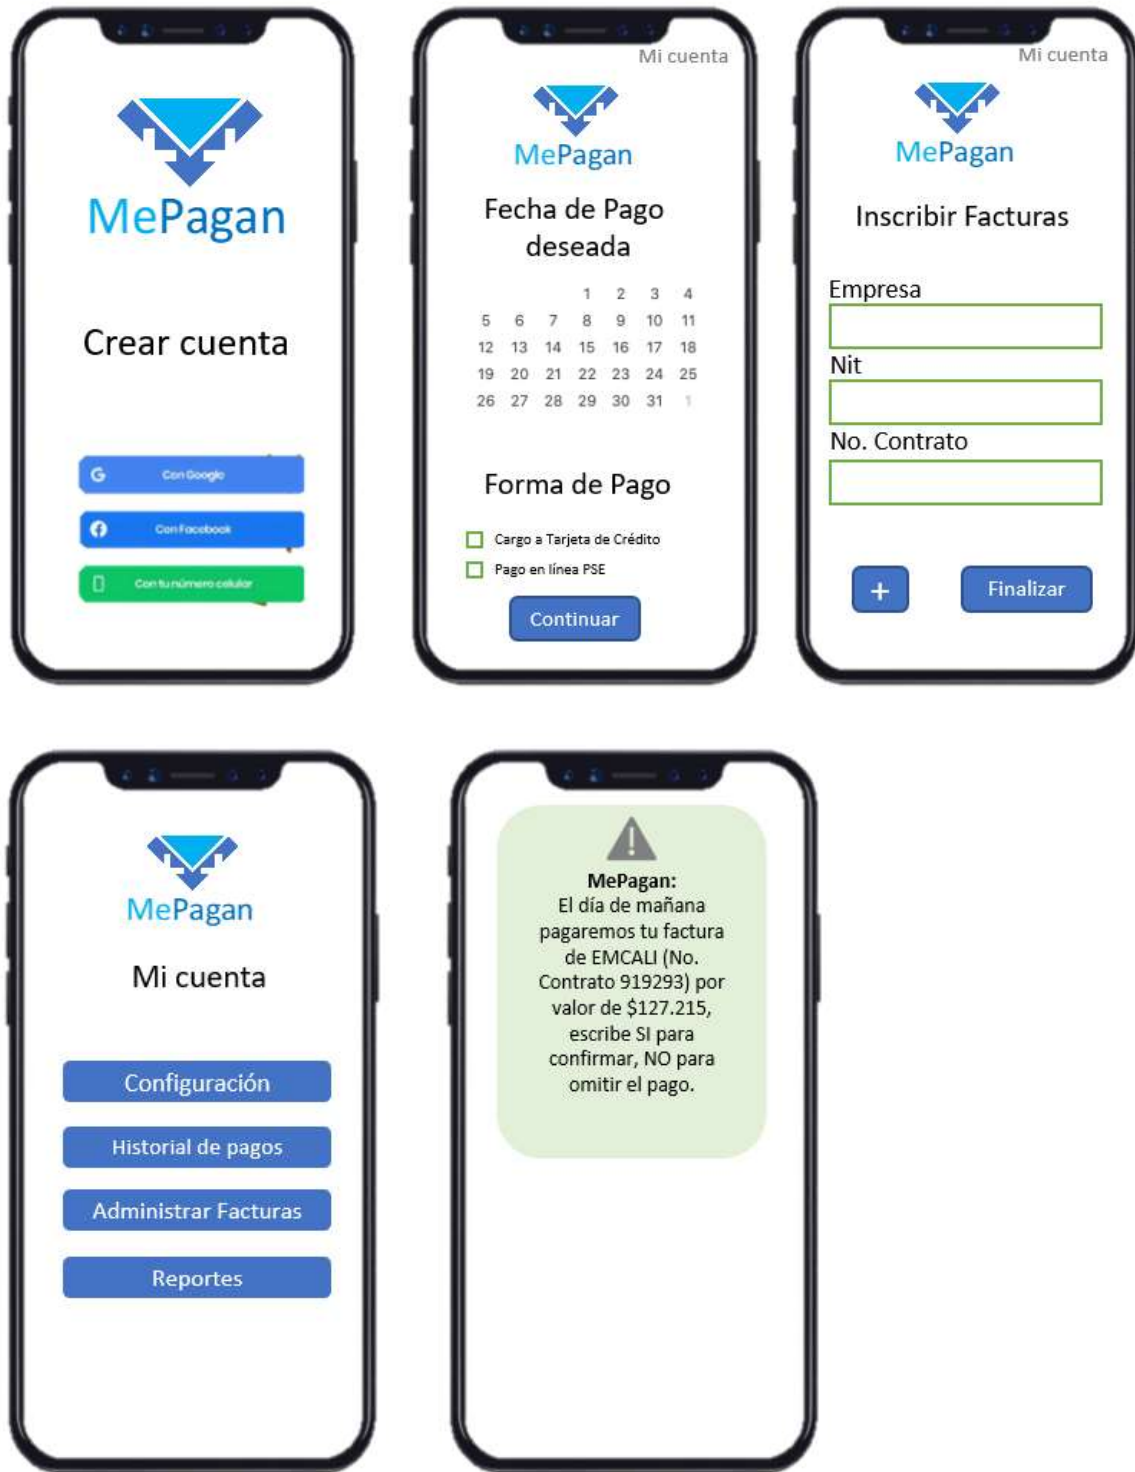 MePagan
Crear cuenta
G Con Google
Con Facebook
Con tu número celular
Mi cuenta
MePagan
Fecha de Pago
deseada
1 2 3 4
5 6 7 8 9 10 11
12 13 14 15 16 17 18
19 20 21 22 23 24 25
26 27 28 29 30 31 1
Forma de Pago
Cargo a Tarjeta de Crédito
Pago en línea PSE
Continuar
Mi cuenta
MePagan
Inscribir Facturas
Empresa
Nit
No. Contrato
+ Finalizar
MePagan
Mi cuenta
Configuración
Historial de pagos
Administrar Facturas
Reportes
MePagan:
El día de mañana
pagaremos tu factura
de EMCALI (No.
Contrato 919293) por
valor de $127.215,
escribe SI para
confirmar, NO para
omitir el pago.